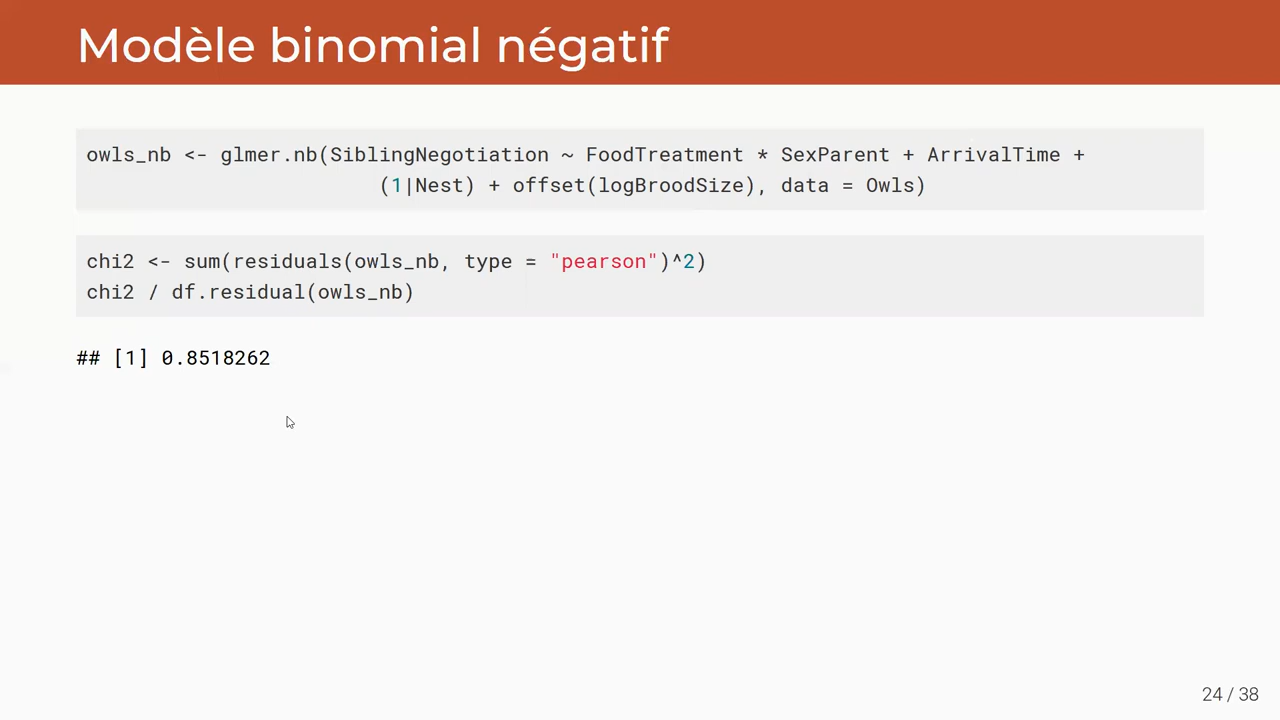 Modèle binomial négatif
owls_nb <- glmer.nb(SiblingNegotiation ~ FoodTreatment * SexParent + ArrivalTime +
(1|Nest) + offset(logBroodSize), data = Owls)
chi2 <- sum(residuals(owls_nb, type = "pearson")^2)
chi2 / df.residual(owls_nb)
## [1] 0.8518262
24 / 38